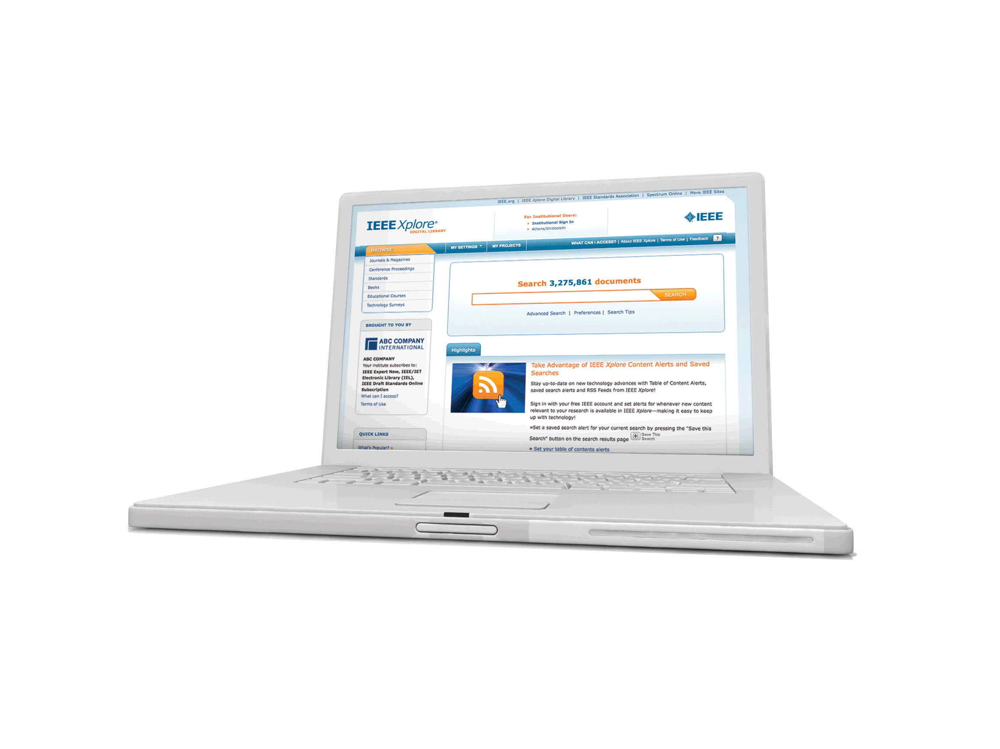 IEEE.org | IEEE Xplore Digital Library | IEEE Standards Association | Spectrum Online | More IEEE Sites
IEEE Xplore®
DIGITAL LIBRARY
For Institutional Users:
Institutional Sign In
Athens/Shibboleth
IEEE
BROWSE
MY SETTINGS
MY PROJECTS
WHAT CAN I ACCESS? | About IEEE Xplore | Terms of Use | Feedback ?
Journals & Magazines
Conference Proceedings
Standards
Books
Educational Courses
Technology Surveys
Search 3,275,861 documents
SEARCH
Advanced Search | Preferences | Search Tips
BROUGHT TO YOU BY
ABC COMPANY
INTERNATIONAL
ABC COMPANY
Your institute subscribes to:
IEEE Expert Now, IEEE/IET
Electronic Library (IEL),
IEEE Draft Standards Online
Subscription
What can I access?
Terms of Use
QUICK LINKS
What's Popular? »
Highlights
Take Advantage of IEEE Xplore Content Alerts and Saved
Searches
Stay up-to-date on new technology advances with Table of Content Alerts,
saved search alerts and RSS Feeds from IEEE Xplore!
Sign in with your free IEEE account and set alerts for whenever new content
relevant to your research is available in IEEE Xplore—making it easy to keep
up with technology!
»Set a saved search alert for your current search by pressing the "Save this
Search" button on the search results page
Save This
Search
» Set your table of contents alerts